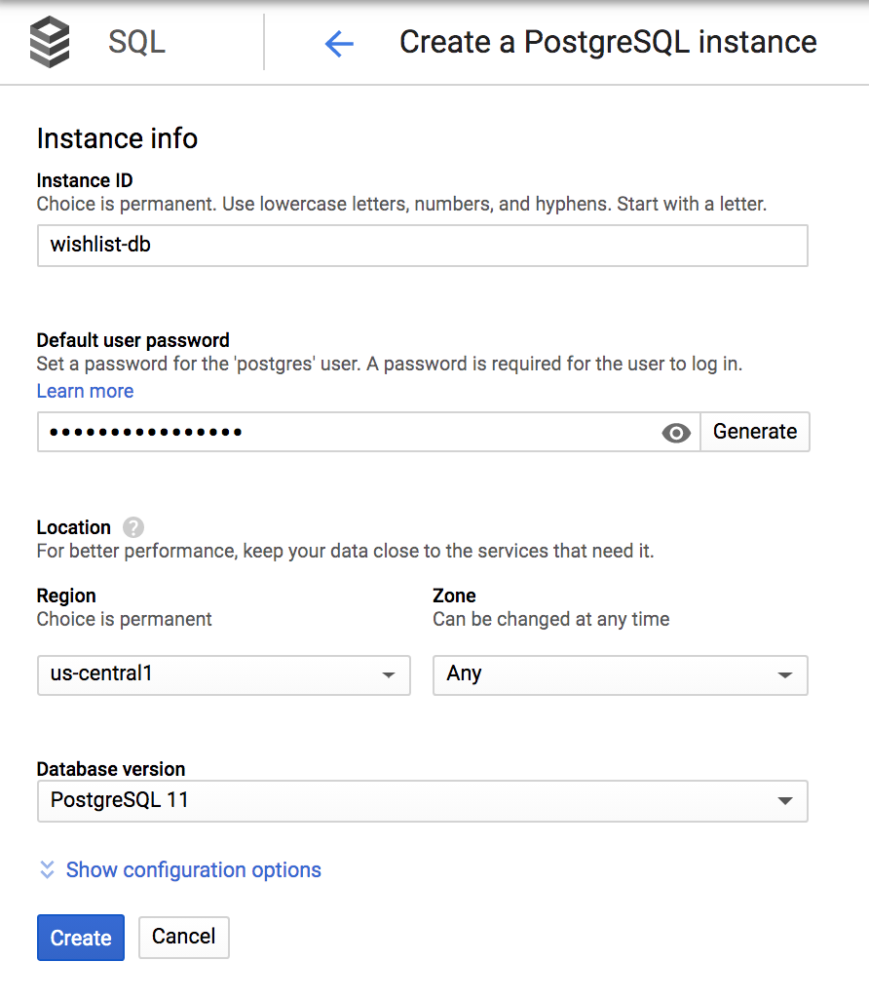 SQL
Create a PostgreSQL instance
Instance info
Instance ID
Choice is permanent. Use lowercase letters, numbers, and hyphens. Start with a letter.
wishlist-db
Default user password
Set a password for the 'postgres' user. A password is required for the user to log in.
Learn more
••••••••••••••••
Generate
Location ?
For better performance, keep your data close to the services that need it.
Region
Zone
Choice is permanent
Can be changed at any time
us-central1
Any
Database version
PostgreSQL 11
Show configuration options
Create
Cancel